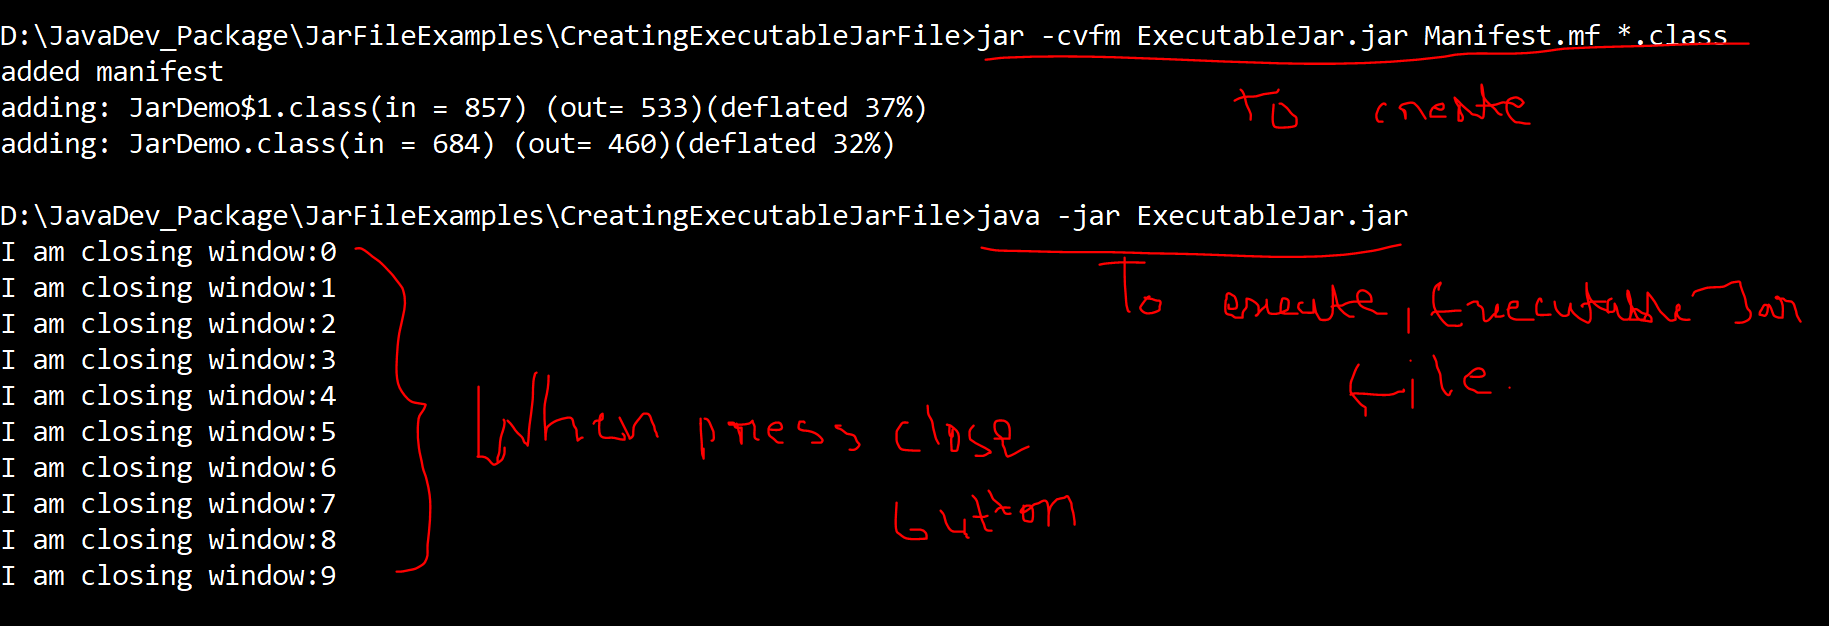 D:\JavaDev_Package\JarFileExamples\CreatingExecutableJarFile>jar -cvfm ExecutableJar.jar Manifest.mf *.class
added manifest
adding: JarDemo$1.class(in = 857) (out= 533)(deflated 37%)
To create
adding: JarDemo.class(in = 684) (out= 460)(deflated 32%)
D:\JavaDev_Package\JarFileExamples\CreatingExecutableJarFile>java -jar ExecutableJar.jar
I am closing window:0
I am closing window:1
To execute, Executable Jar
I am closing window:2
I am closing window:3
File.
I am closing window:4
I am closing window:5
When press close
I am closing window:6
I am closing window:7
button
I am closing window:8
I am closing window:9